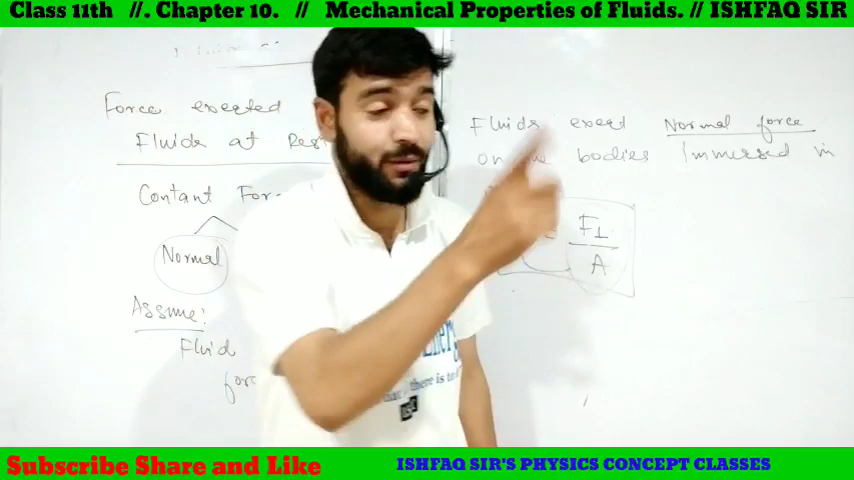 Class 11th //. Chapter 10. // Mechanical Properties of Fluids. // ISHFAQ SIR
Force exerted
Fluids at Res
Contant For
Normal
Assume:
Fluid
forc
Fluids exert Normal force
on bodies Immersed in
F⊥
A
Subscribe Share and Like
ISHFAQ SIR'S PHYSICS CONCEPT CLASSES